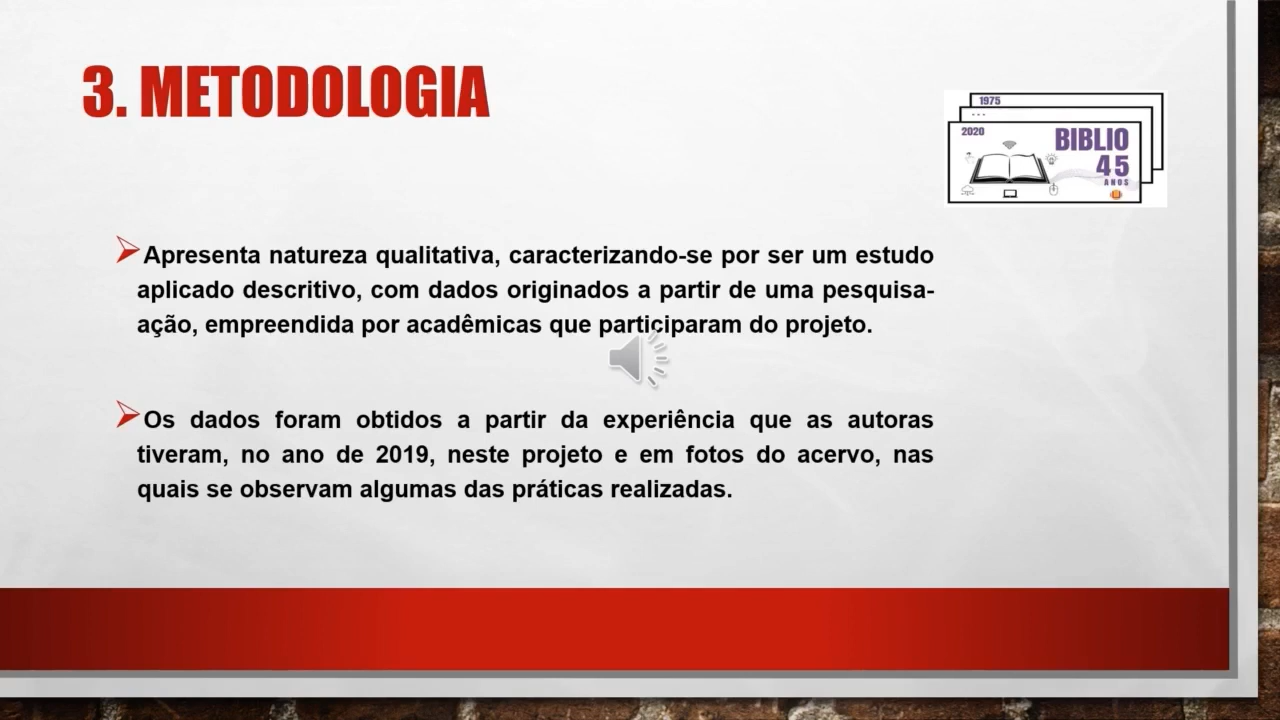 3. METODOLOGIA
1975
...
2020
BIBLIO
45
ANOS
Apresenta natureza qualitativa, caracterizando-se por ser um estudo
aplicado descritivo, com dados originados a partir de uma pesquisa-
ação, empreendida por acadêmicas que participaram do projeto.
Os dados foram obtidos a partir da experiência que as autoras
tiveram, no ano de 2019, neste projeto e em fotos do acervo, nas
quais se observam algumas das práticas realizadas.